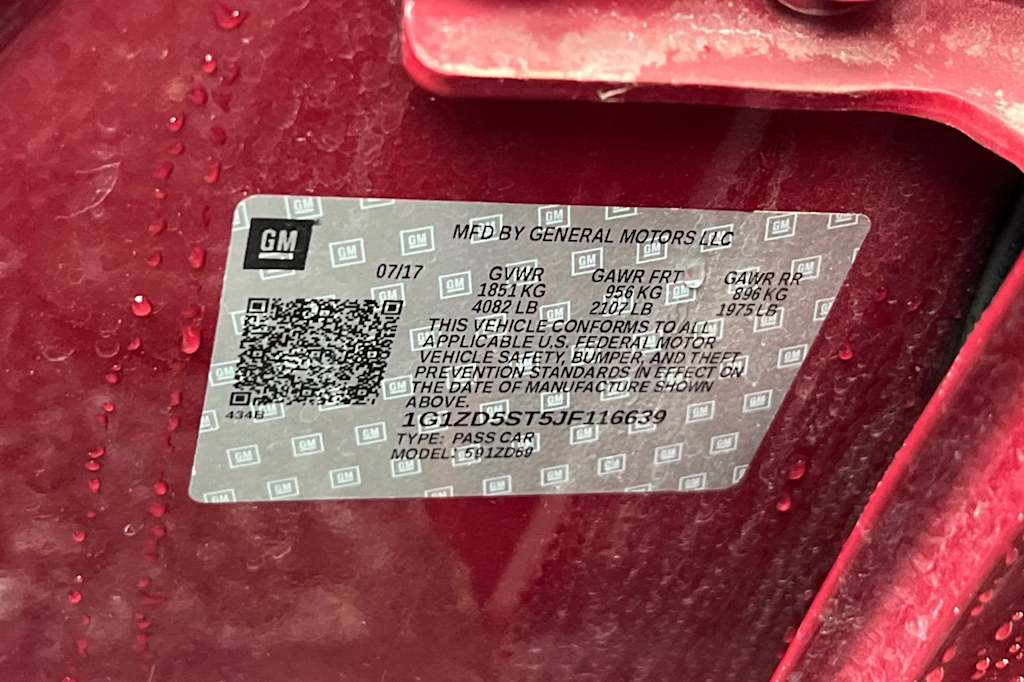 GM
MFD BY GENERAL MOTORS LLC
07/17 GVWR GAWR FRT GAWR RR
1851 KG 956 KG 896 KG
4082 LB 2107 LB 1975 LB
THIS VEHICLE CONFORMS TO ALL
APPLICABLE U.S. FEDERAL MOTOR
VEHICLE SAFETY, BUMPER, AND THEFT
PREVENTION STANDARDS IN EFFECT ON
THE DATE OF MANUFACTURE SHOWN
ABOVE.
434B
1G1ZD5ST5JF116639
TYPE: PASS CAR
MODEL: 591ZD69